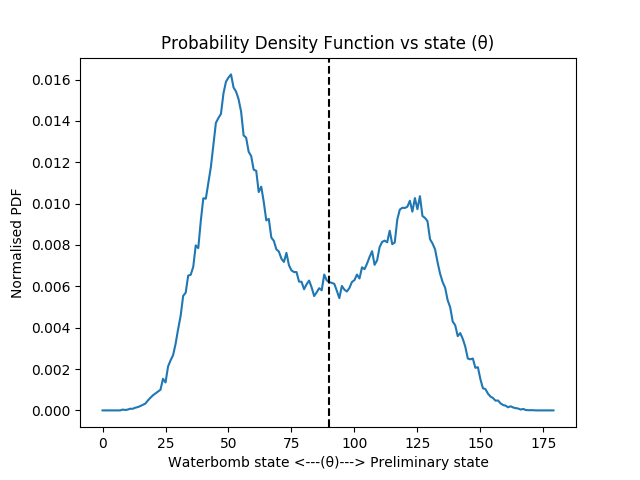 Probability Density Function vs state (θ)
0.016
0.014
0.012
0.010
0.008
0.006
0.004
0.002
0.000
Normalised PDF
0 25 50 75 100 125 150 175
Waterbomb state <---(θ)---> Preliminary state